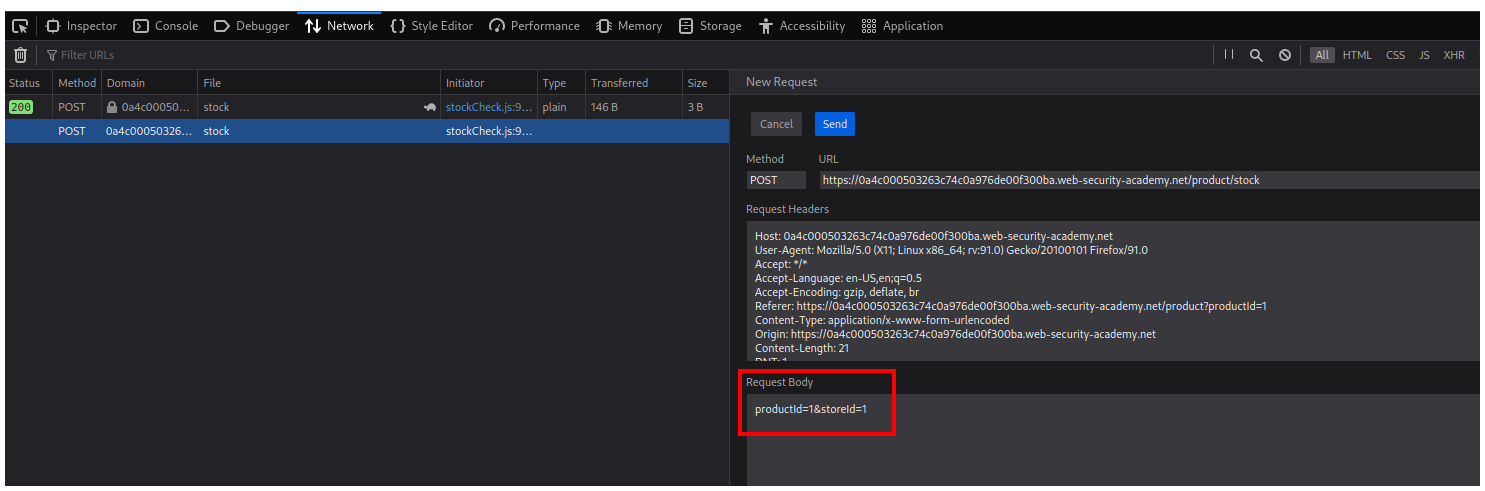 Inspector Console Debugger Network Style Editor Performance Memory Storage Accessibility Application
Filter URLs All HTML CSS JS XHR
Status Method Domain File Initiator Type Transferred Size
200 POST 0a4c00050... stock stockCheck.js:9... plain 146 B 3 B
POST 0a4c00050326... stock stockCheck.js:9...
New Request
Cancel Send
Method URL
POST https://0a4c000503263c74c0a976de00f300ba.web-security-academy.net/product/stock
Request Headers
Host: 0a4c000503263c74c0a976de00f300ba.web-security-academy.net
User-Agent: Mozilla/5.0 (X11; Linux x86_64; rv:91.0) Gecko/20100101 Firefox/91.0
Accept: */*
Accept-Language: en-US,en;q=0.5
Accept-Encoding: gzip, deflate, br
Referer: https://0a4c000503263c74c0a976de00f300ba.web-security-academy.net/product?productId=1
Content-Type: application/x-www-form-urlencoded
Origin: https://0a4c000503263c74c0a976de00f300ba.web-security-academy.net
Content-Length: 21
DNT: 1
Request Body
productId=1&storeId=1